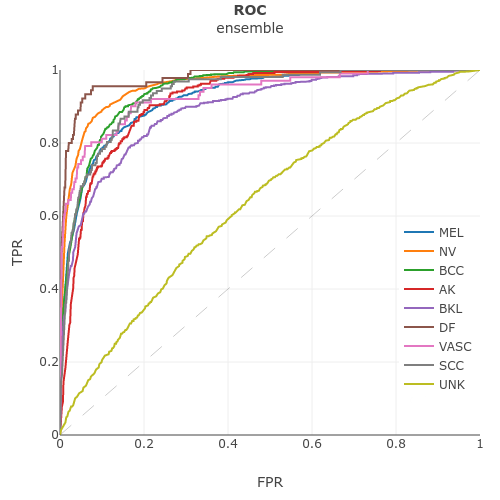 ROC
ensemble
1
0.8
0.6
0.4
0.2
0
TPR
MEL
NV
BCC
AK
BKL
DF
VASC
SCC
UNK
0 0.2 0.4 0.6 0.8 1
FPR